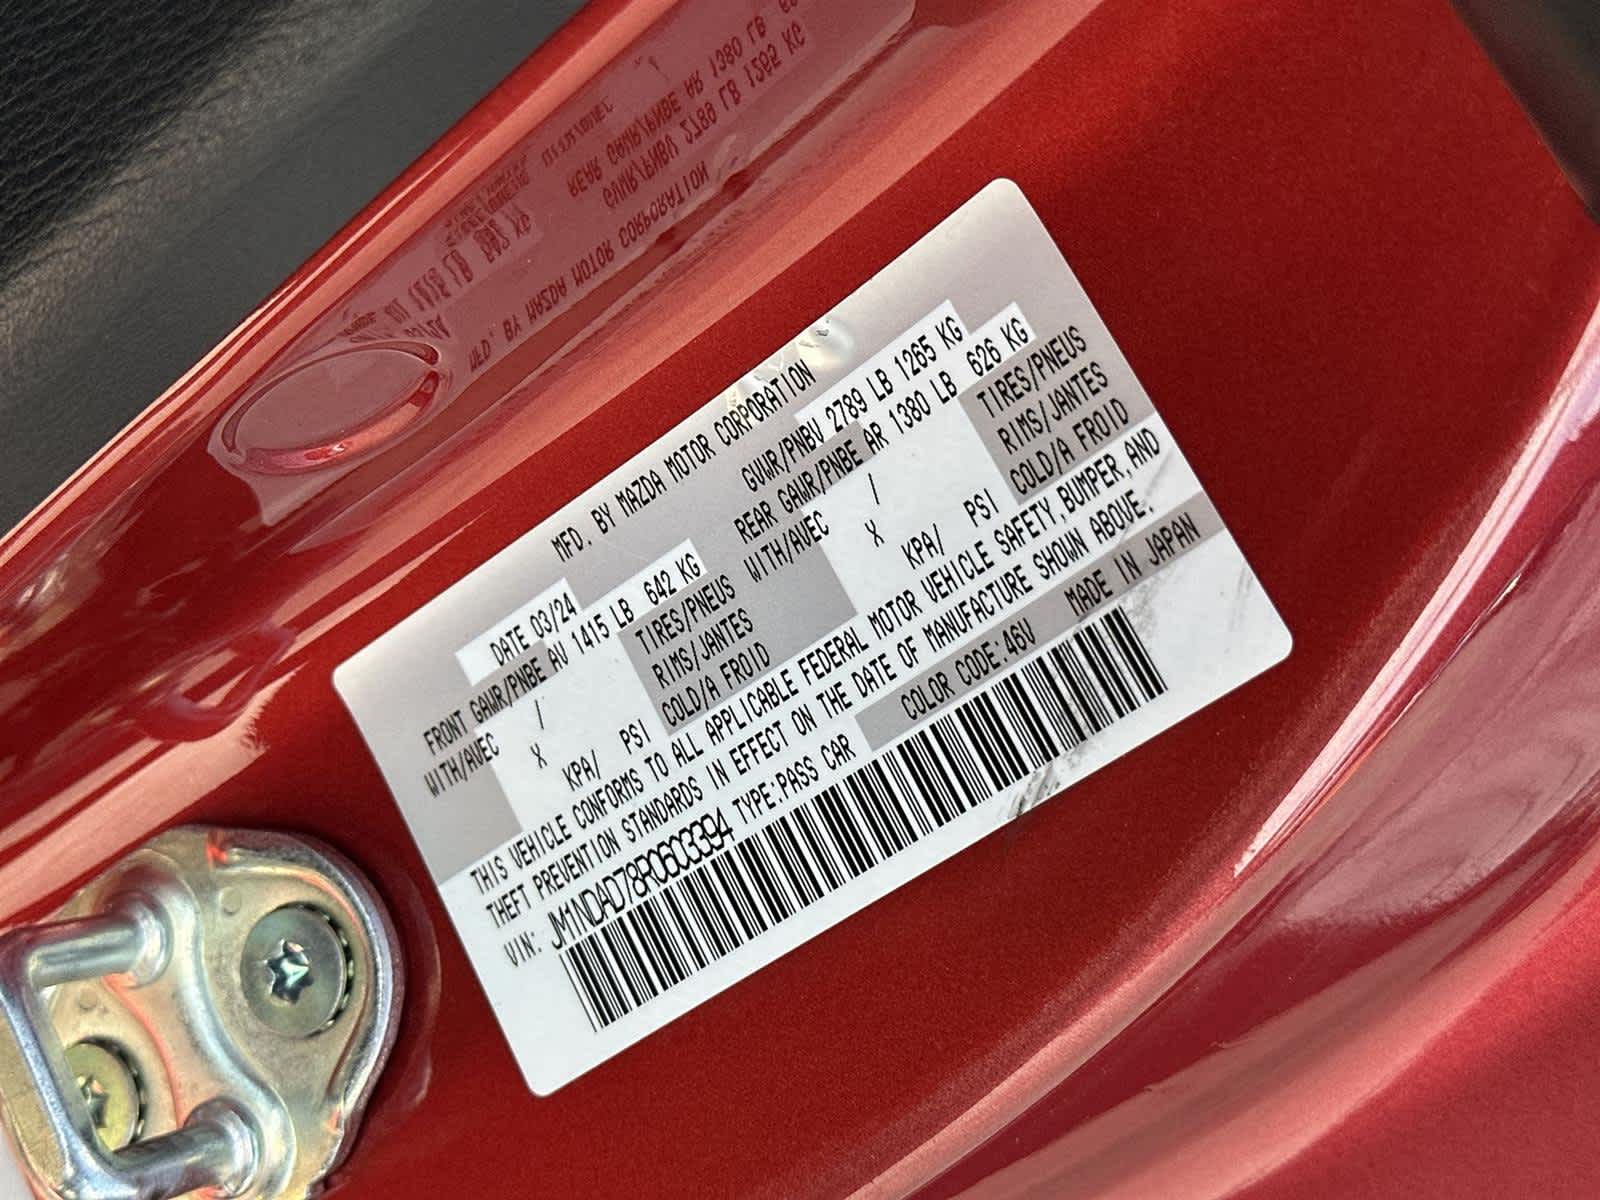 MFD. BY MAZDA MOTOR CORPORATION
DATE 03/24 GVWR/PNBV 2789 LB 1265 KG
FRONT GAWR/PNBE AV 1415 LB 642 KG REAR GAWR/PNBE AR 1380 LB 626 KG
WITH/AVEC / TIRES/PNEUS WITH/AVEC / TIRES/PNEUS
X RIMS/JANTES X RIMS/JANTES
KPA/ PSI COLD/A FROID KPA/ PSI COLD/A FROID
THIS VEHICLE CONFORMS TO ALL APPLICABLE FEDERAL MOTOR VEHICLE SAFETY, BUMPER, AND
THEFT PREVENTION STANDARDS IN EFFECT ON THE DATE OF MANUFACTURE SHOWN ABOVE.
VIN: JM1NDAD78R0603394 TYPE:PASS CAR COLOR CODE:46V MADE IN JAPAN